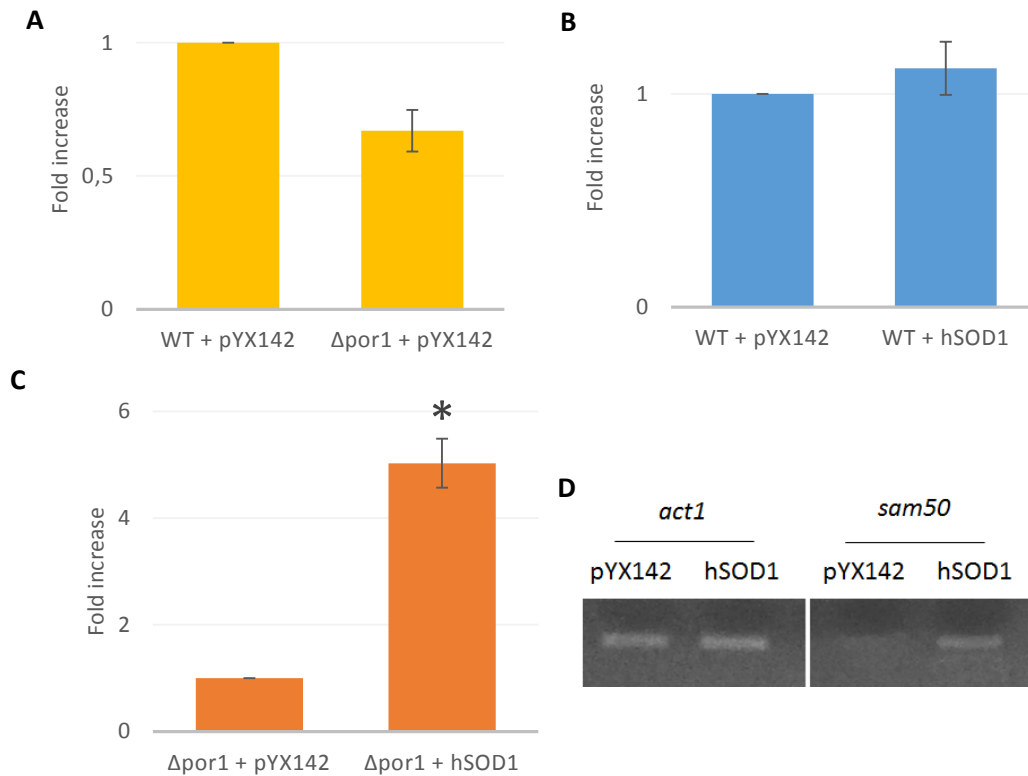 A
Fold increase
1
0,5
0
WT + pYX142
Δpor1 + pYX142
B
Fold increase
1
0
WT + pYX142
WT + hSOD1
C
Fold increase
6
4
2
0
*
Δpor1 + pYX142
Δpor1 + hSOD1
D
act1
sam50
pYX142
hSOD1
pYX142
hSOD1